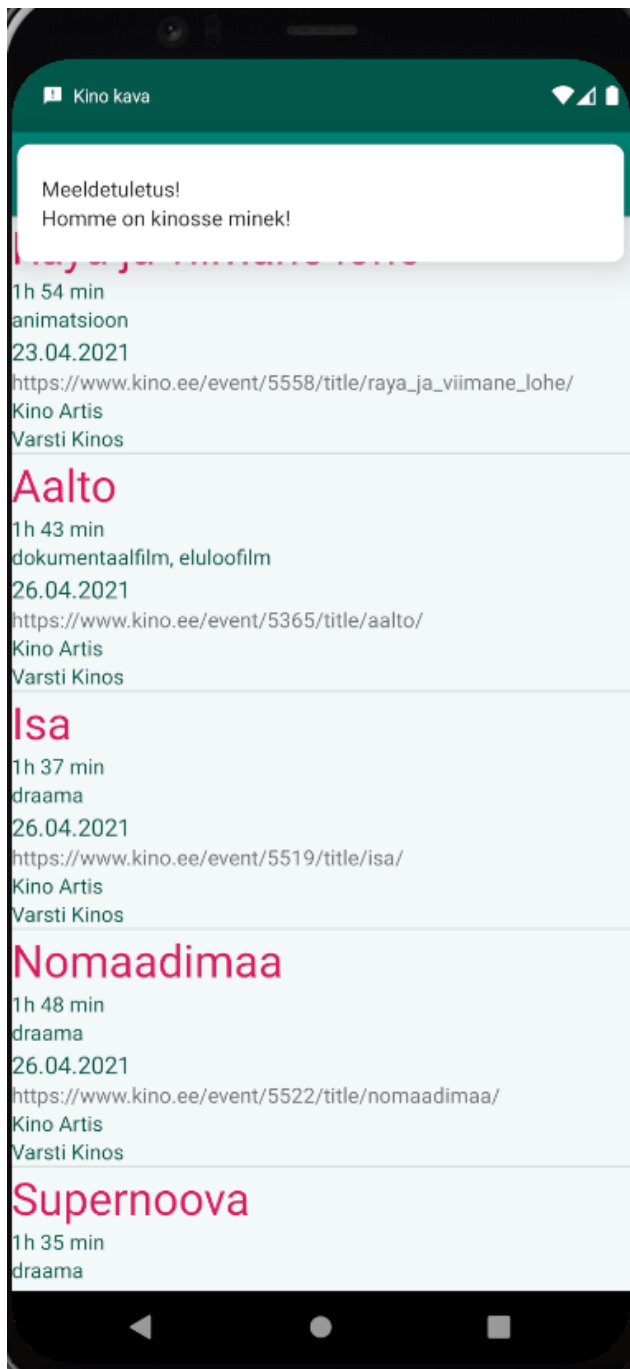 Kino kava
Meeldetuletus!
Homme on kinosse minek!
1h 54 min
animatsioon
23.04.2021
https://www.kino.ee/event/5558/title/raya_ja_viimane_lohe/
Kino Artis
Varsti Kinos
Aalto
1h 43 min
dokumentaalfilm, eluloofilm
26.04.2021
https://www.kino.ee/event/5365/title/aalto/
Kino Artis
Varsti Kinos
Isa
1h 37 min
draama
26.04.2021
https://www.kino.ee/event/5519/title/isa/
Kino Artis
Varsti Kinos
Nomaadimaa
1h 48 min
draama
26.04.2021
https://www.kino.ee/event/5522/title/nomaadimaa/
Kino Artis
Varsti Kinos
Supernoova
1h 35 min
draama